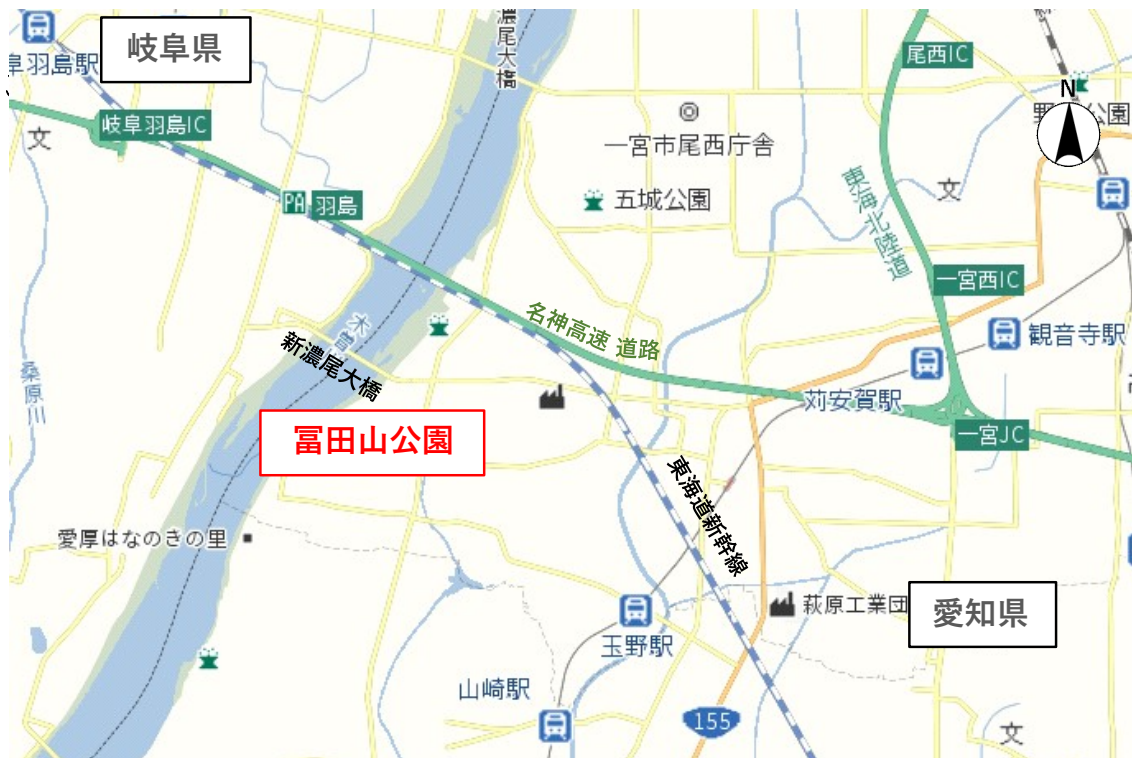 岐阜県
阜羽島駅
濃尾大橋
尾西IC
N
公園
岐阜羽島IC
文
一宮市尾西庁舎
五城公園
文
PA 羽島
東海北陸道
一宮西IC
木曽
名神高速 道路
観音寺駅
新濃尾大橋
桑原川
苅安賀駅
冨田山公園
一宮JC
東海道新幹線
愛厚はなのきの里
萩原工業団
愛知県
玉野駅
山崎駅
155
文